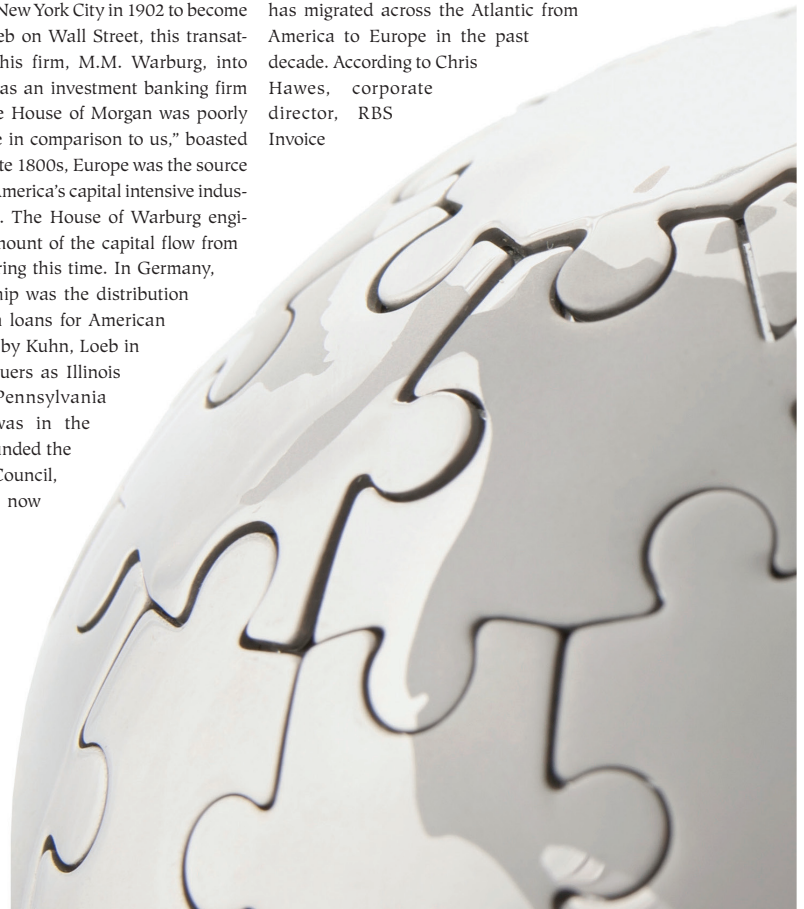 New York City in 1902 to become
eb on Wall Street, this transat-
his firm, M.M. Warburg, into
as an investment banking firm
e House of Morgan was poorly
e in comparison to us,” boasted
te 1800s, Europe was the source
America’s capital intensive indus-
. The House of Warburg engi-
mount of the capital flow from
ring this time. In Germany,
hip was the distribution
n loans for American
by Kuhn, Loeb in
uers as Illinois
Pennsylvania
was in the
unded the
Council,
now
has migrated across the Atlantic from
America to Europe in the past
decade. According to Chris
Hawes, corporate
director, RBS
Invoice